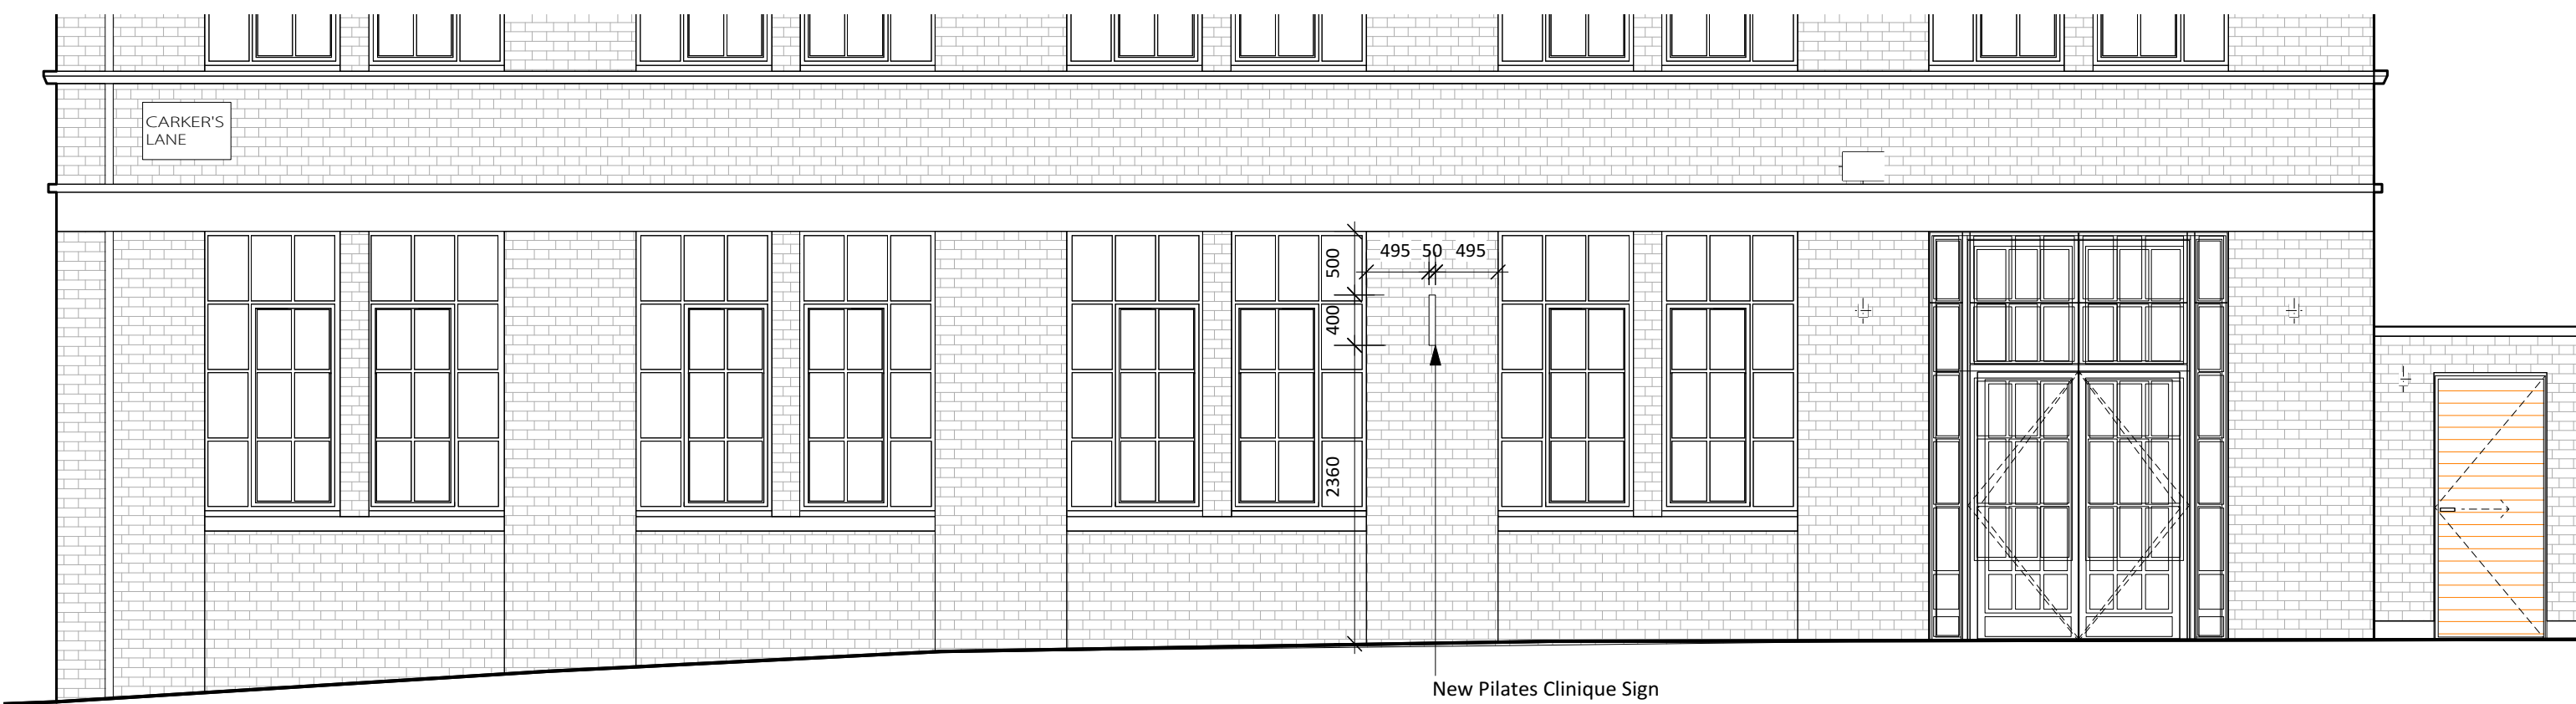 CARKER'S
LANE
495 50 495
500
400
2360
New Pilates Clinique Sign